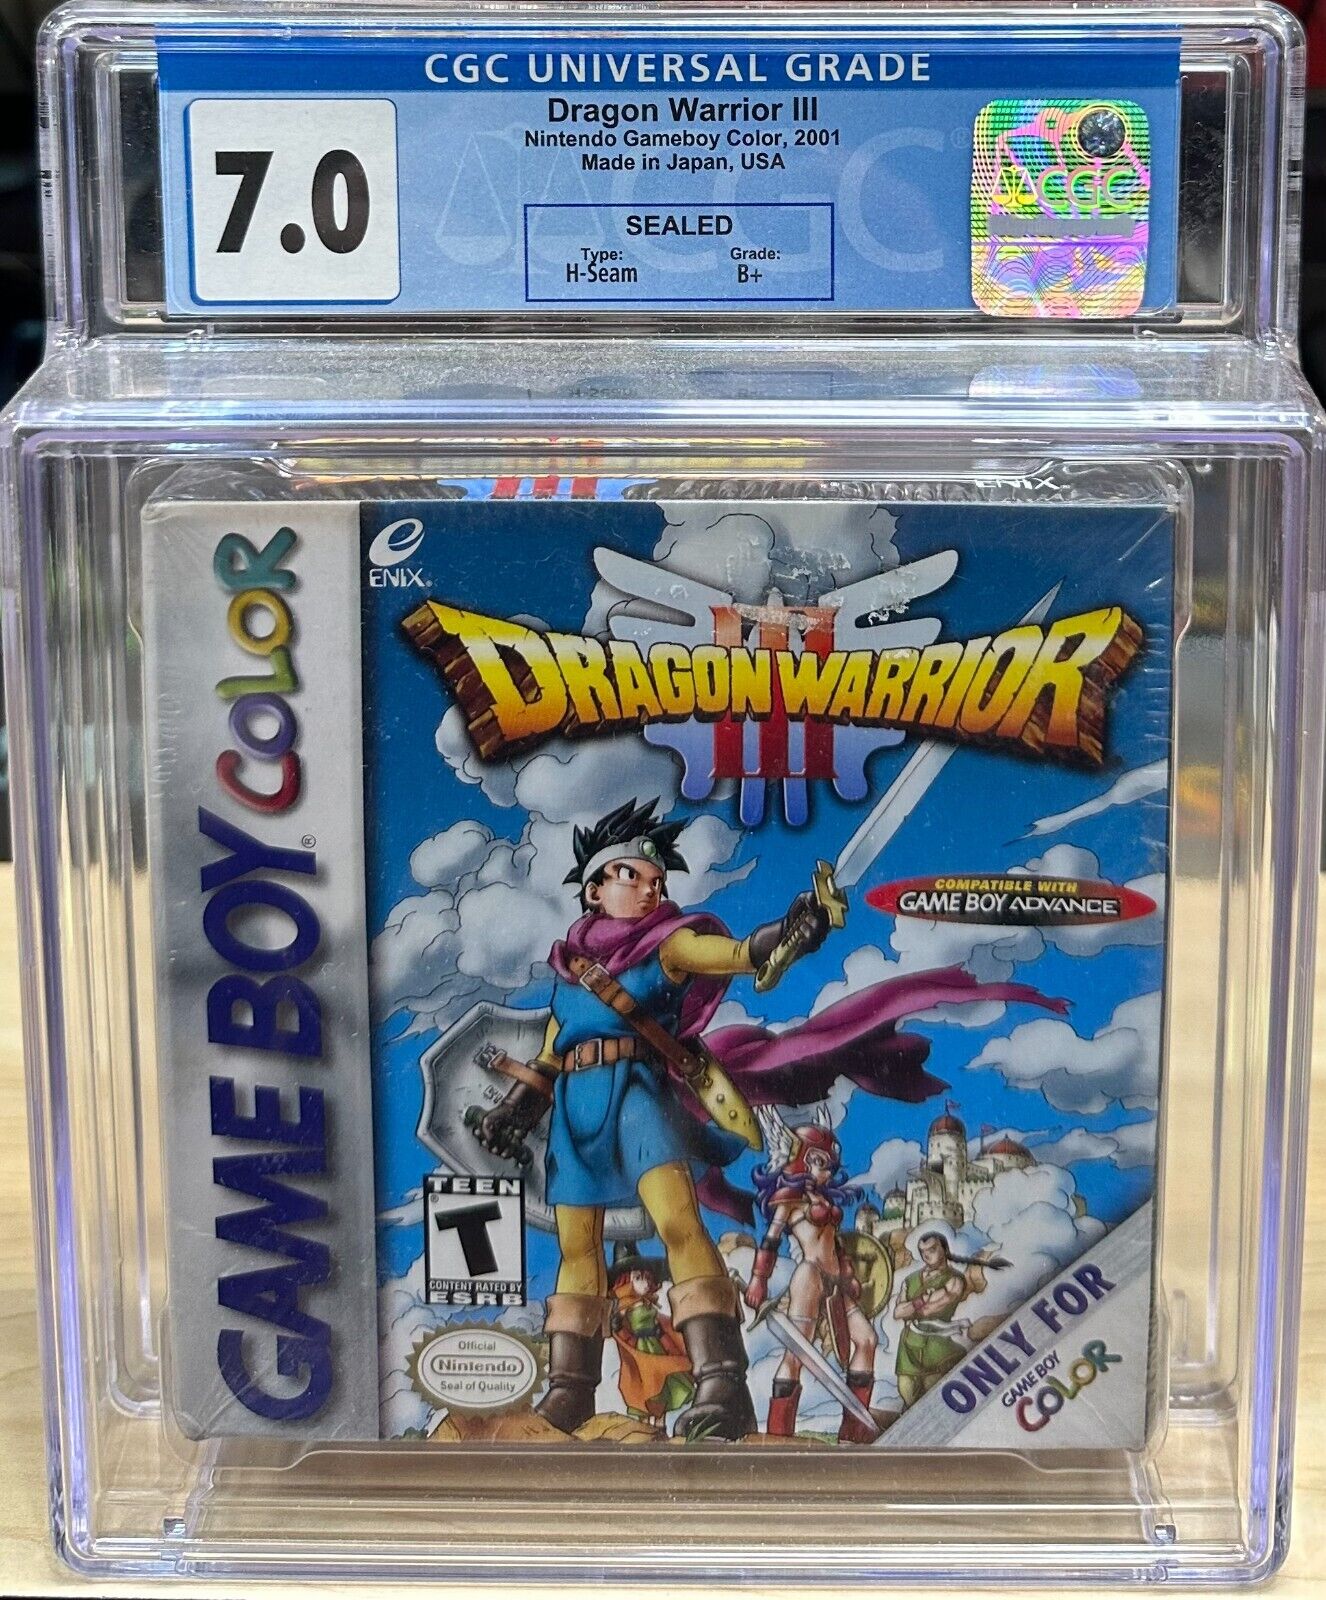 CGC UNIVERSAL GRADE
7.0
Dragon Warrior III
Nintendo Gameboy Color, 2001
Made in Japan, USA
SEALED
Type: Grade:
H-Seam B+
CGC
CGC
ENIX
GAME BOY COLOR
®
ENIX®
III
DRAGON WARRIOR
COMPATIBLE WITH
GAME BOY ADVANCE
TEEN
T
®
CONTENT RATED BY
ESRB
Official
Nintendo
Seal of Quality
ONLY FOR
GAME BOY
COLOR